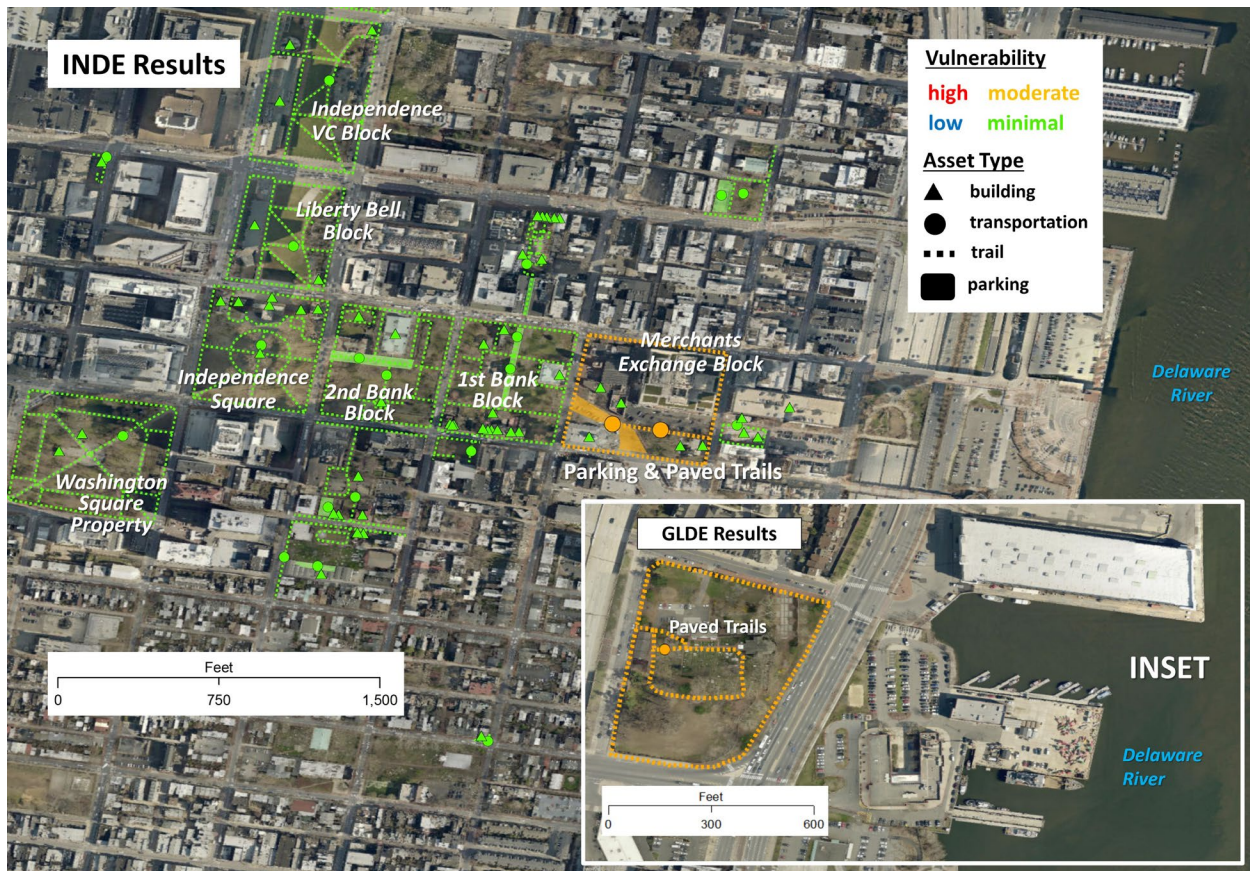 INDE Results
Vulnerability
high moderate
low minimal
Asset Type
building
transportation
trail
parking
Independence
VC Block
Liberty Bell
Block
Merchants
Exchange Block
Independence
Square
2nd Bank
Block
1st Bank
Block
Delaware
River
Washington
Square
Property
Parking & Paved Trails
Feet
0 750 1,500
GLDE Results
Paved Trails
INSET
Delaware
River
Feet
0 300 600